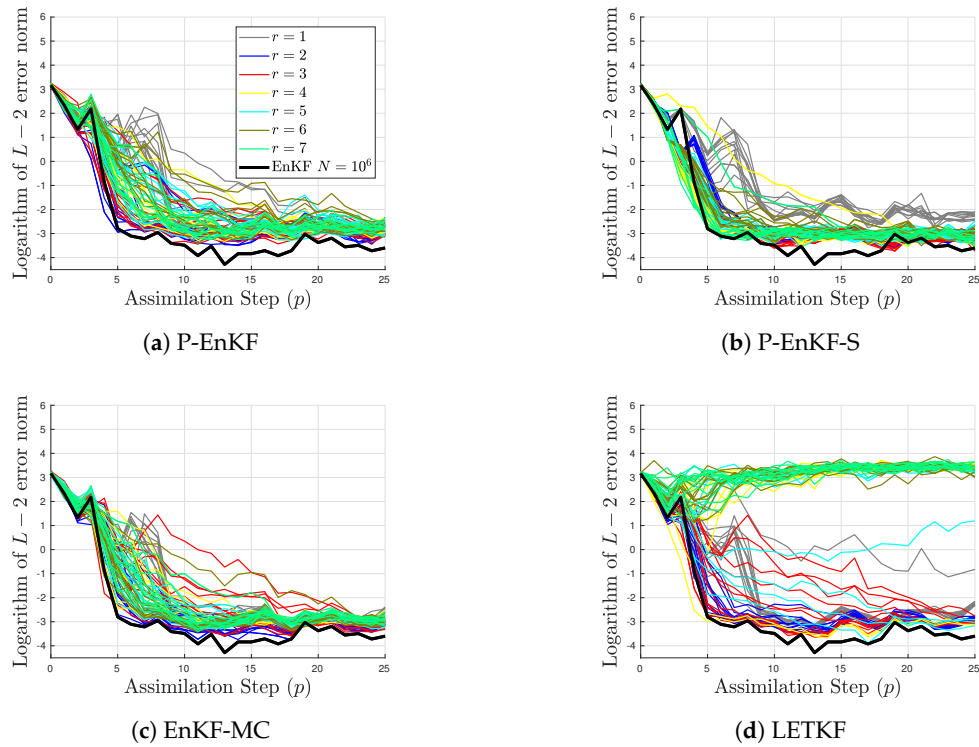 Logarithm of L − 2 error norm
6
5
4
3
2
1
0
-1
-2
-3
-4
0 5 10 15 20 25
Assimilation Step (p)
r = 1
r = 2
r = 3
r = 4
r = 5
r = 6
r = 7
EnKF N = 10⁶
(a) P-EnKF
Logarithm of L − 2 error norm
6
5
4
3
2
1
0
-1
-2
-3
-4
0 5 10 15 20 25
Assimilation Step (p)
(b) P-EnKF-S
Logarithm of L − 2 error norm
6
5
4
3
2
1
0
-1
-2
-3
-4
0 5 10 15 20 25
Assimilation Step (p)
(c) EnKF-MC
Logarithm of L − 2 error norm
6
5
4
3
2
1
0
-1
-2
-3
-4
0 5 10 15 20 25
Assimilation Step (p)
(d) LETKF